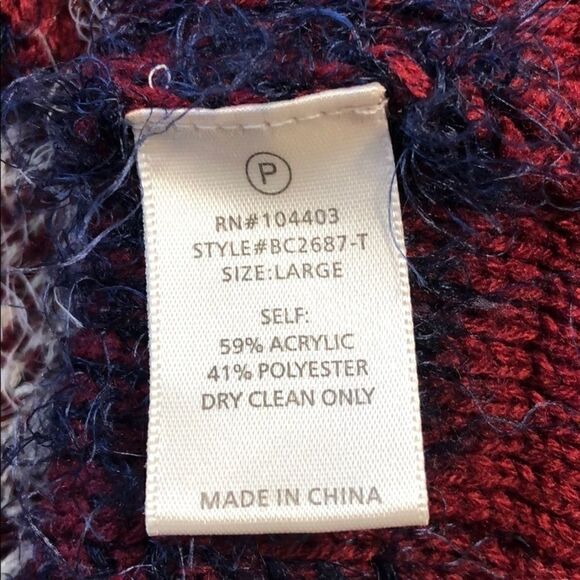 P
RN#104403
STYLE#BC2687-T
SIZE:LARGE
SELF:
59% ACRYLIC
41% POLYESTER
DRY CLEAN ONLY
MADE IN CHINA